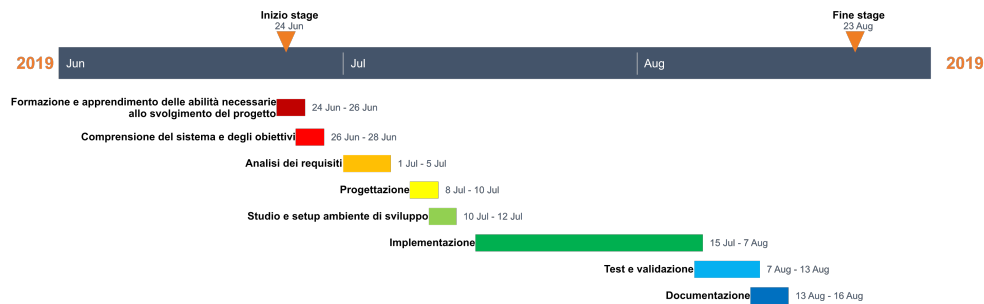 Inizio stage
24 Jun
Fine stage
23 Aug
2019
Jun
Jul
Aug
2019
Formazione e apprendimento delle abilità necessarie
allo svolgimento del progetto
24 Jun - 26 Jun
Comprensione del sistema e degli obiettivi
26 Jun - 28 Jun
Analisi dei requisiti
1 Jul - 5 Jul
Progettazione
8 Jul - 10 Jul
Studio e setup ambiente di sviluppo
10 Jul - 12 Jul
Implementazione
15 Jul - 7 Aug
Test e validazione
7 Aug - 13 Aug
Documentazione
13 Aug - 16 Aug